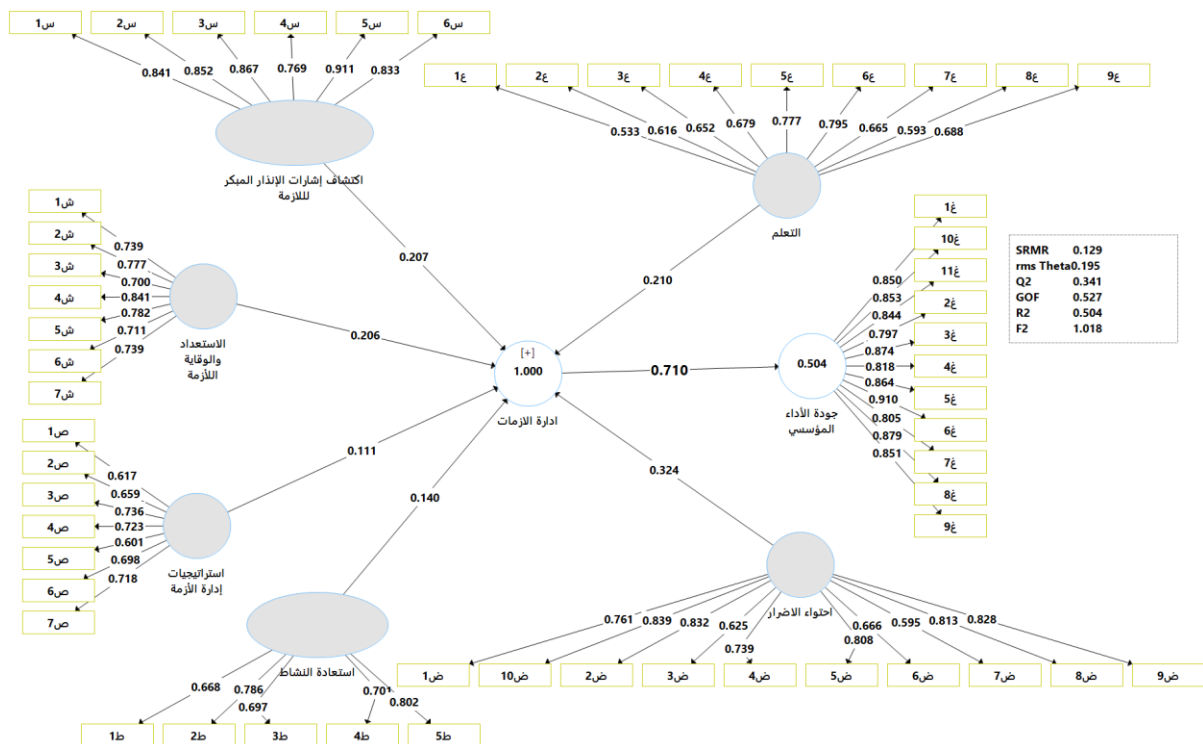 س1
س2
س3
س4
س5
س6
0.841
0.852
0.867
0.769
0.911
0.833
اكتشاف إشارات الإنذار المبكر
لللازمة
0.207
ع1
ع2
ع3
ع4
ع5
ع6
ع7
ع8
ع9
0.533
0.616
0.652
0.679
0.777
0.795
0.665
0.593
0.688
التعلم
0.210
ش1
ش2
ش3
ش4
ش5
ش6
ش7
0.739
0.777
0.700
0.841
0.782
0.711
0.739
الاستعداد
والوقاية
اللأزمة
0.206
[+]
1.000
ادارة الازمات
0.710
0.504
جودة الأداء
المؤسسي
غ1
غ10
غ11
غ2
غ3
غ4
غ5
غ6
غ7
غ8
غ9
0.850
0.853
0.844
0.797
0.874
0.818
0.864
0.910
0.805
0.879
0.851
SRMR 0.129
rms Theta0.195
Q2 0.341
GOF 0.527
R2 0.504
F2 1.018
ص1
ص2
ص3
ص4
ص5
ص6
ص7
0.617
0.659
0.736
0.723
0.601
0.698
0.718
استراتيجيات
إدارة الأزمة
0.111
0.140
استعادة النشاط
0.668
0.786
0.697
0.701
0.802
ط1
ط2
ط3
ط4
ط5
0.324
احتواء الاضرار
0.761
0.839
0.832
0.625
0.739
0.808
0.666
0.595
0.813
0.828
ض1
ض10
ض2
ض3
ض4
ض5
ض6
ض7
ض8
ض9